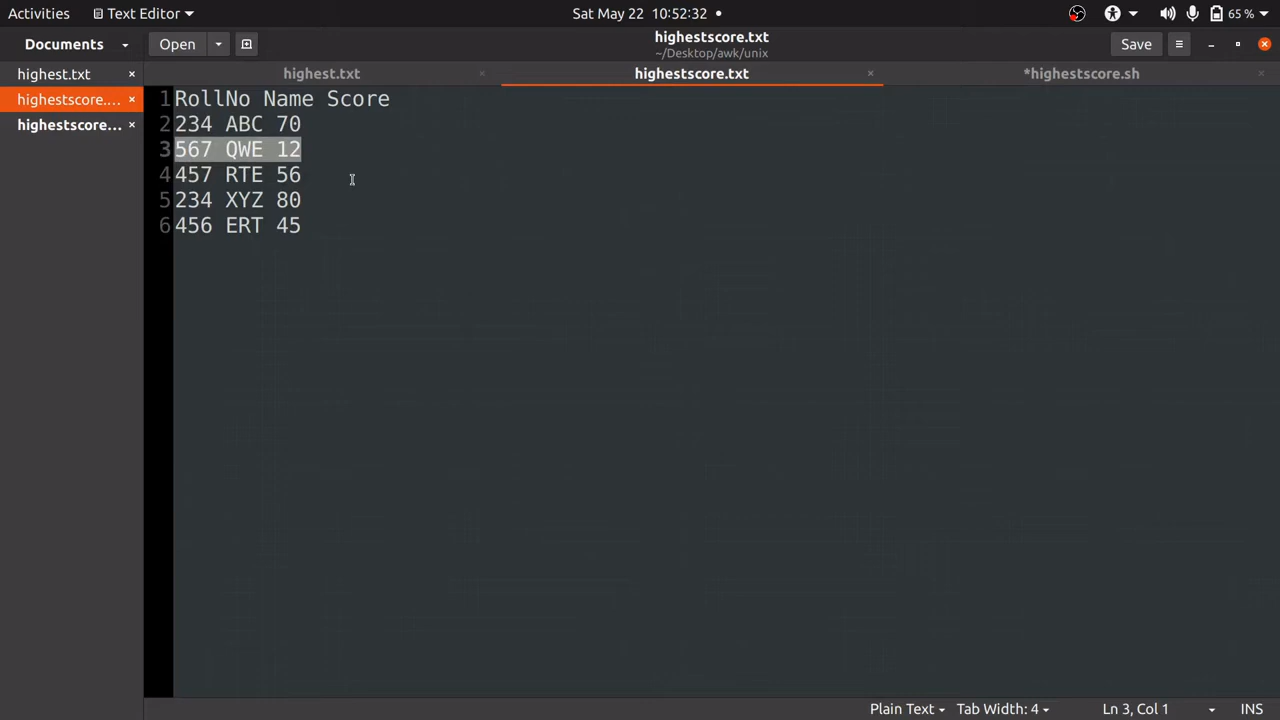 Activities Text Editor Sat May 22 10:52:32 65 %
Documents Open highestscore.txt Save
~/Desktop/awk/unix
highest.txt highest.txt highestscore.txt *highestscore.sh
highestscore....
highestscore...
1 RollNo Name Score
2 234 ABC 70
3 567 QWE 12
4 457 RTE 56
5 234 XYZ 80
6 456 ERT 45
Plain Text Tab Width: 4 Ln 3, Col 1 INS